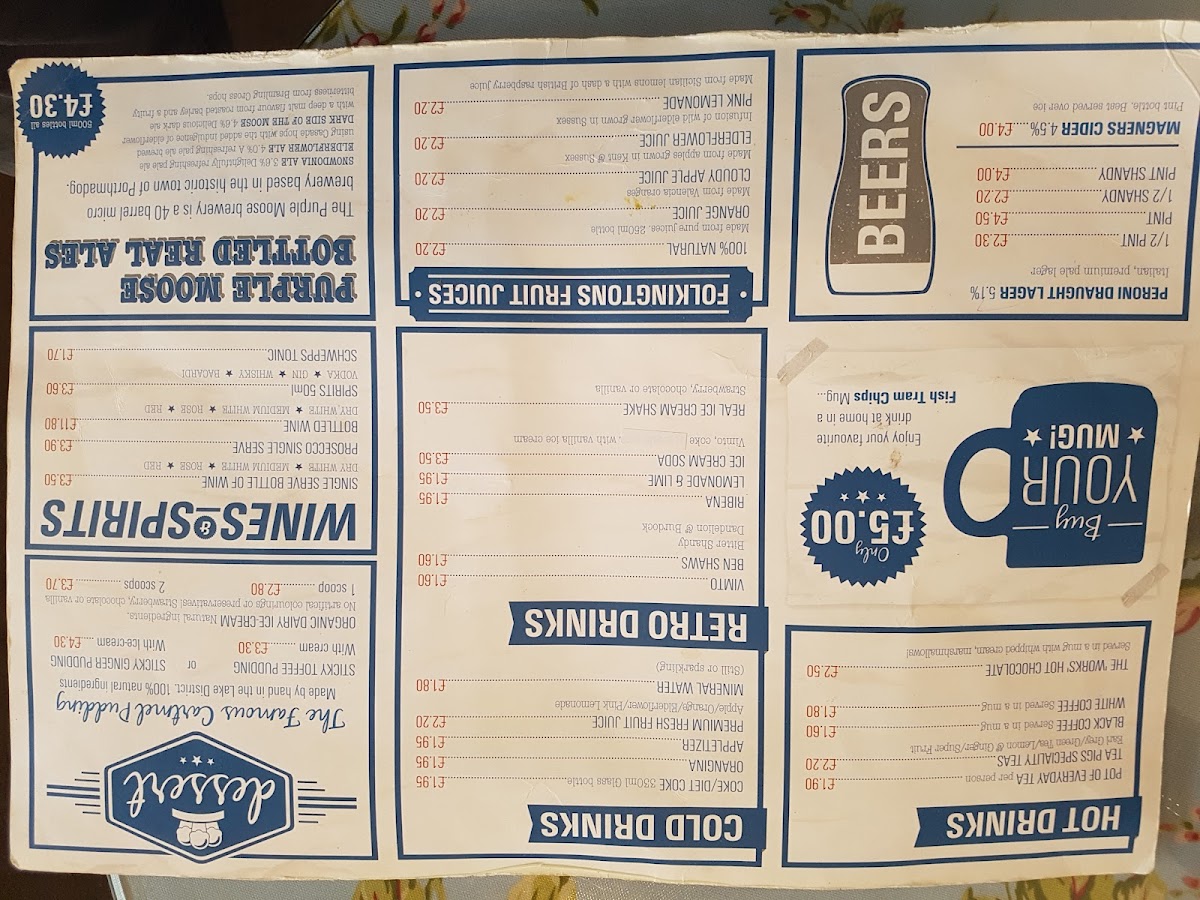 HOT DRINKS
POT OF EVERYDAY TEA per person £1.90
TEA PIGS SPECIALITY TEAS £2.20
Earl Grey/Green Tea/Lemon & Ginger/Super Fruit
BLACK COFFEE Served in a mug £1.60
WHITE COFFEE Served in a mug £1.80
THE WORKS' HOT CHOCOLATE £2.50
Served in a mug with whipped cream, marshmallows!
Buy
YOUR
MUG!
Only
£5.00
Enjoy your favourite
drink at home in a
Fish Tram Chips Mug...
PERONI DRAUGHT LAGER 5.1%
Italian, premium pale lager
1/2 PINT £2.30
PINT £4.50
1/2 SHANDY £2.20
PINT SHANDY £4.00
MAGNERS CIDER 4.5% £4.00
Pint bottle. Best served over ice
BEERS
COLD DRINKS
COKE/DIET COKE 330ml Glass bottle £1.95
ORANGINA £1.95
APPLETIZER £1.95
PREMIUM FRESH FRUIT JUICE £2.20
Apple/Orange/Elderflower/Pink Lemonade
MINERAL WATER £1.80
(Still or sparkling)
RETRO DRINKS
VIMTO £1.60
BEN SHAWS £1.60
Bitter Shandy
Dandelion & Burdock
RIBENA £1.95
LEMONADE & LIME £1.95
ICE CREAM SODA £3.50
Vimto, coke with vanilla ice cream
REAL ICE CREAM SHAKE £3.50
Strawberry, chocolate or vanilla
FOLKINGTONS FRUIT JUICES
100% NATURAL £2.20
Made from pure juices. 250ml bottle
ORANGE JUICE £2.20
Made from Valencia oranges
CLOUDY APPLE JUICE £2.20
Made from apples grown in Kent & Sussex
ELDERFLOWER JUICE £2.20
Infusion of wild elderflower grown in Sussex
PINK LEMONADE £2.20
Made from Sicilian lemons with a dash of British raspberry juice
dessert
The Famous Cartmel Pudding
Made by hand in the Lake District. 100% natural ingredients
STICKY TOFFEE PUDDING or STICKY GINGER PUDDING
With cream £3.30 With Ice-cream £4.30
ORGANIC DAIRY ICE-CREAM. Natural ingredients.
No artifical colourings or preservatives! Strawberry, chocolate or vanilla
1 scoop £2.80 2 scoops £3.70
WINES & SPIRITS
SINGLE SERVE BOTTLE OF WINE £3.50
DRY WHITE ★ MEDIUM WHITE ★ ROSE ★ RED
PROSECCO SINGLE SERVE £3.90
BOTTLED WINE £11.80
DRY WHITE ★ MEDIUM WHITE ★ ROSE ★ RED
SPIRITS 50ml £3.60
VODKA ★ GIN ★ WHISKY ★ BACARDI
SCHWEPPS TONIC £1.70
PURPLE MOOSE
BOTTLED REAL ALES
The Purple Moose brewery is a 40 barrel micro
brewery based in the historic town of Porthmadog.
SNOWDONIA ALE 3.6% Delightfully refreshing pale ale
ELDERFLOWER ALE 4.0% A refreshing pale ale brewed
using Casada hops with the added indulgence of elderflower
DARK SIDE OF THE MOOSE 4.6% Delicious dark ale
with a deep malt flavour from roasted barley and a fruity
bitterness from Bramling Cross hops.
500ml bottles all
£4.30